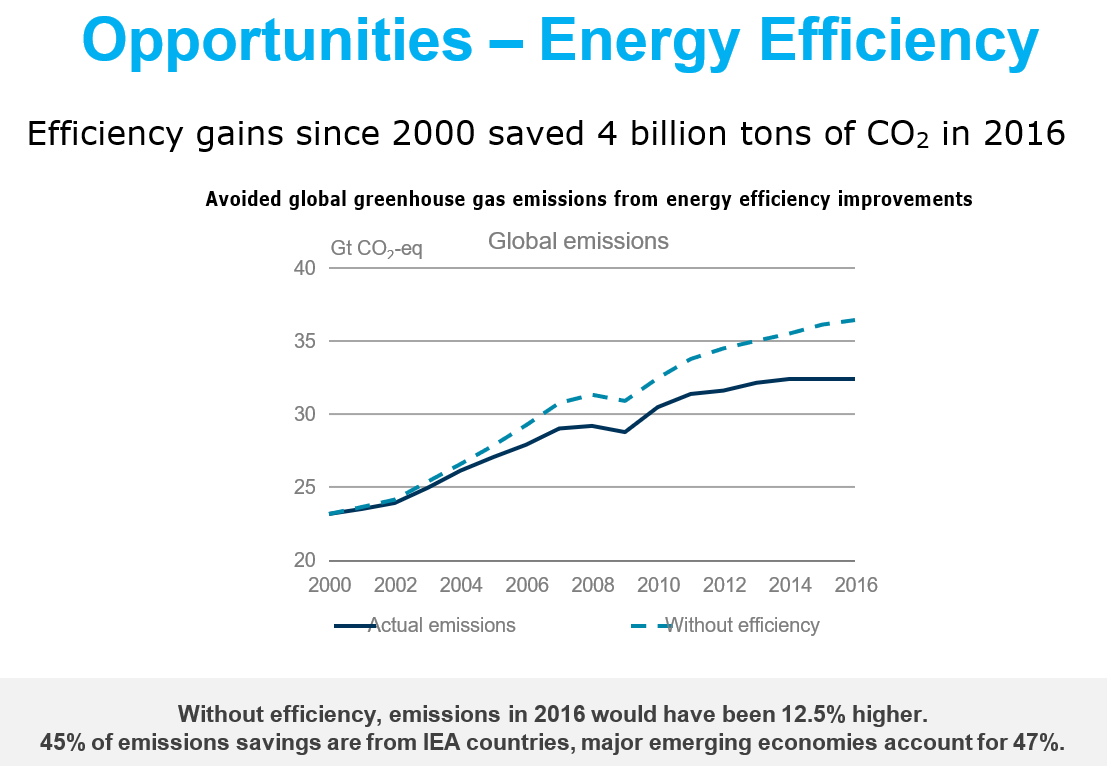 Opportunities – Energy Efficiency
Efficiency gains since 2000 saved 4 billion tons of CO₂ in 2016
Avoided global greenhouse gas emissions from energy efficiency improvements
Gt CO₂-eq
Global emissions
40
35
30
25
20
2000 2002 2004 2006 2008 2010 2012 2014 2016
Actual emissions Without efficiency
Without efficiency, emissions in 2016 would have been 12.5% higher.
45% of emissions savings are from IEA countries, major emerging economies account for 47%.